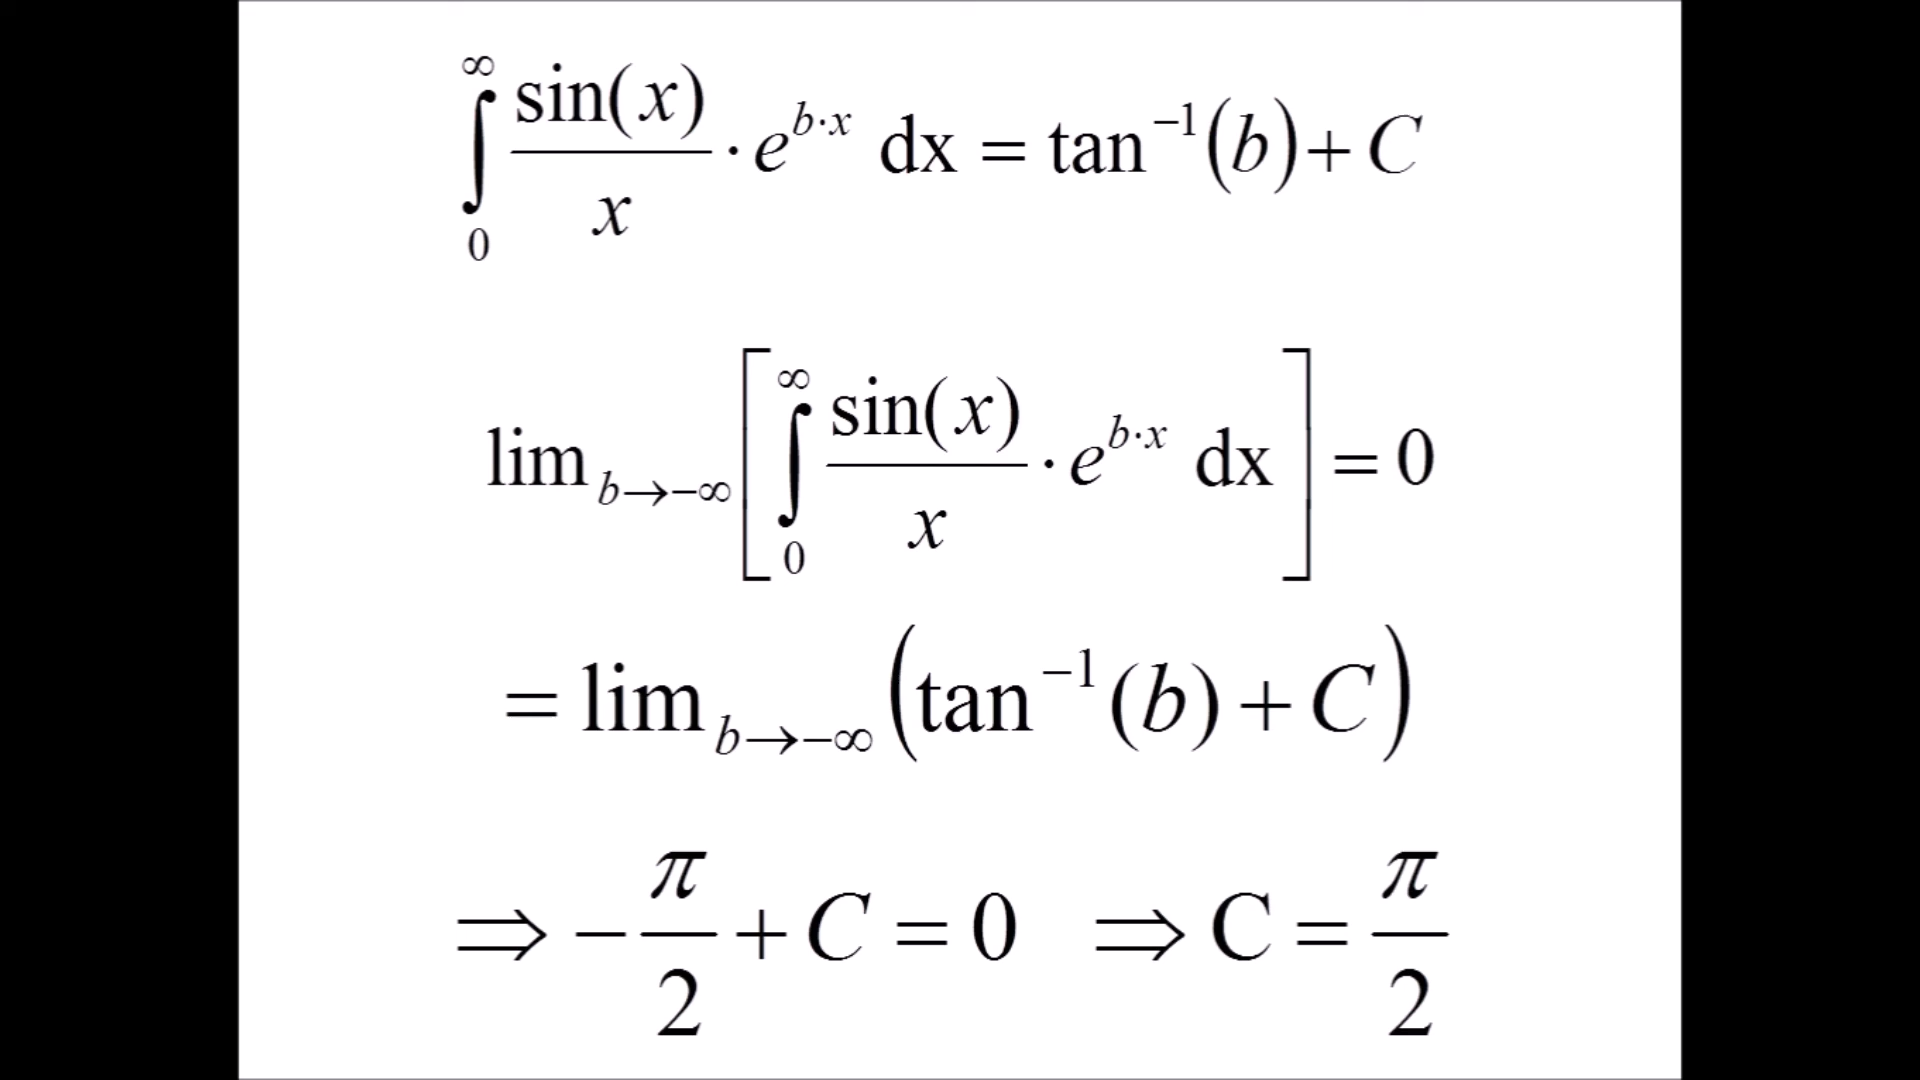 ∫₀^∞ sin(x)/x · e^{b·x} dx = tan⁻¹(b) + C
lim_{b→−∞} [∫₀^∞ sin(x)/x · e^{b·x} dx] = 0
= lim_{b→−∞} (tan⁻¹(b) + C)
⇒ −π/2 + C = 0 ⇒ C = π/2